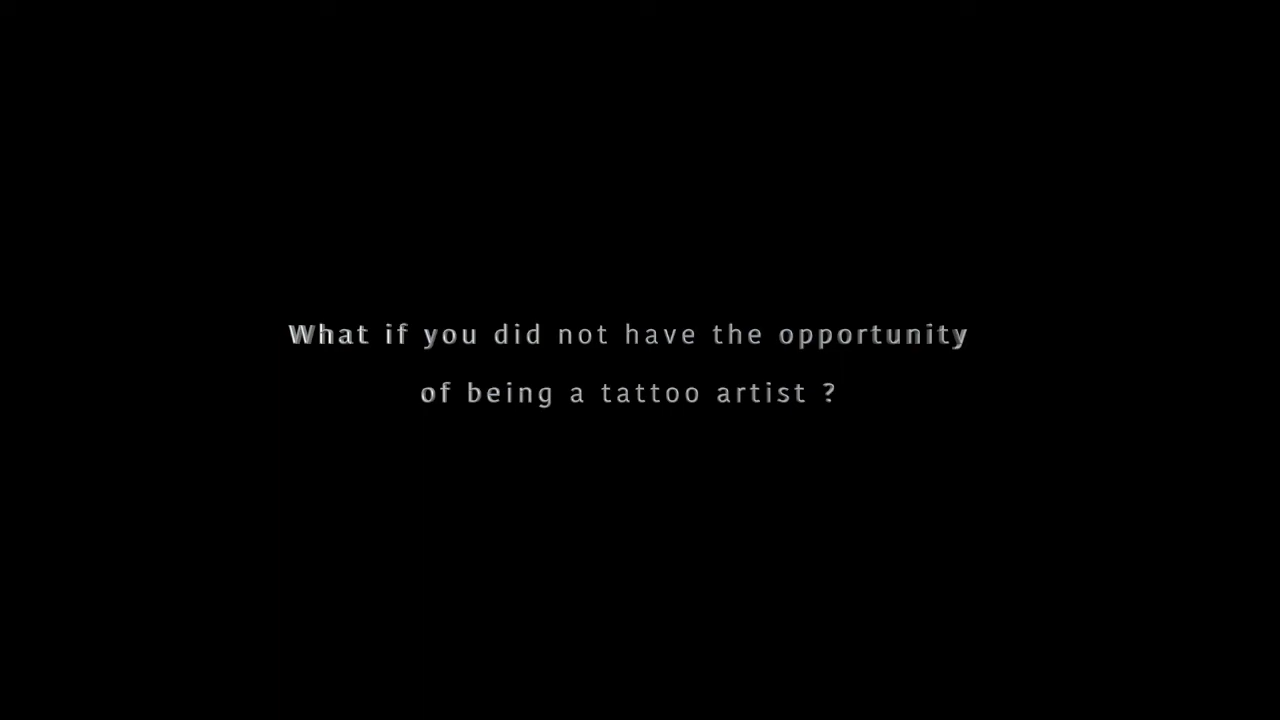 What if you did not have the opportunity
of being a tattoo artist ?